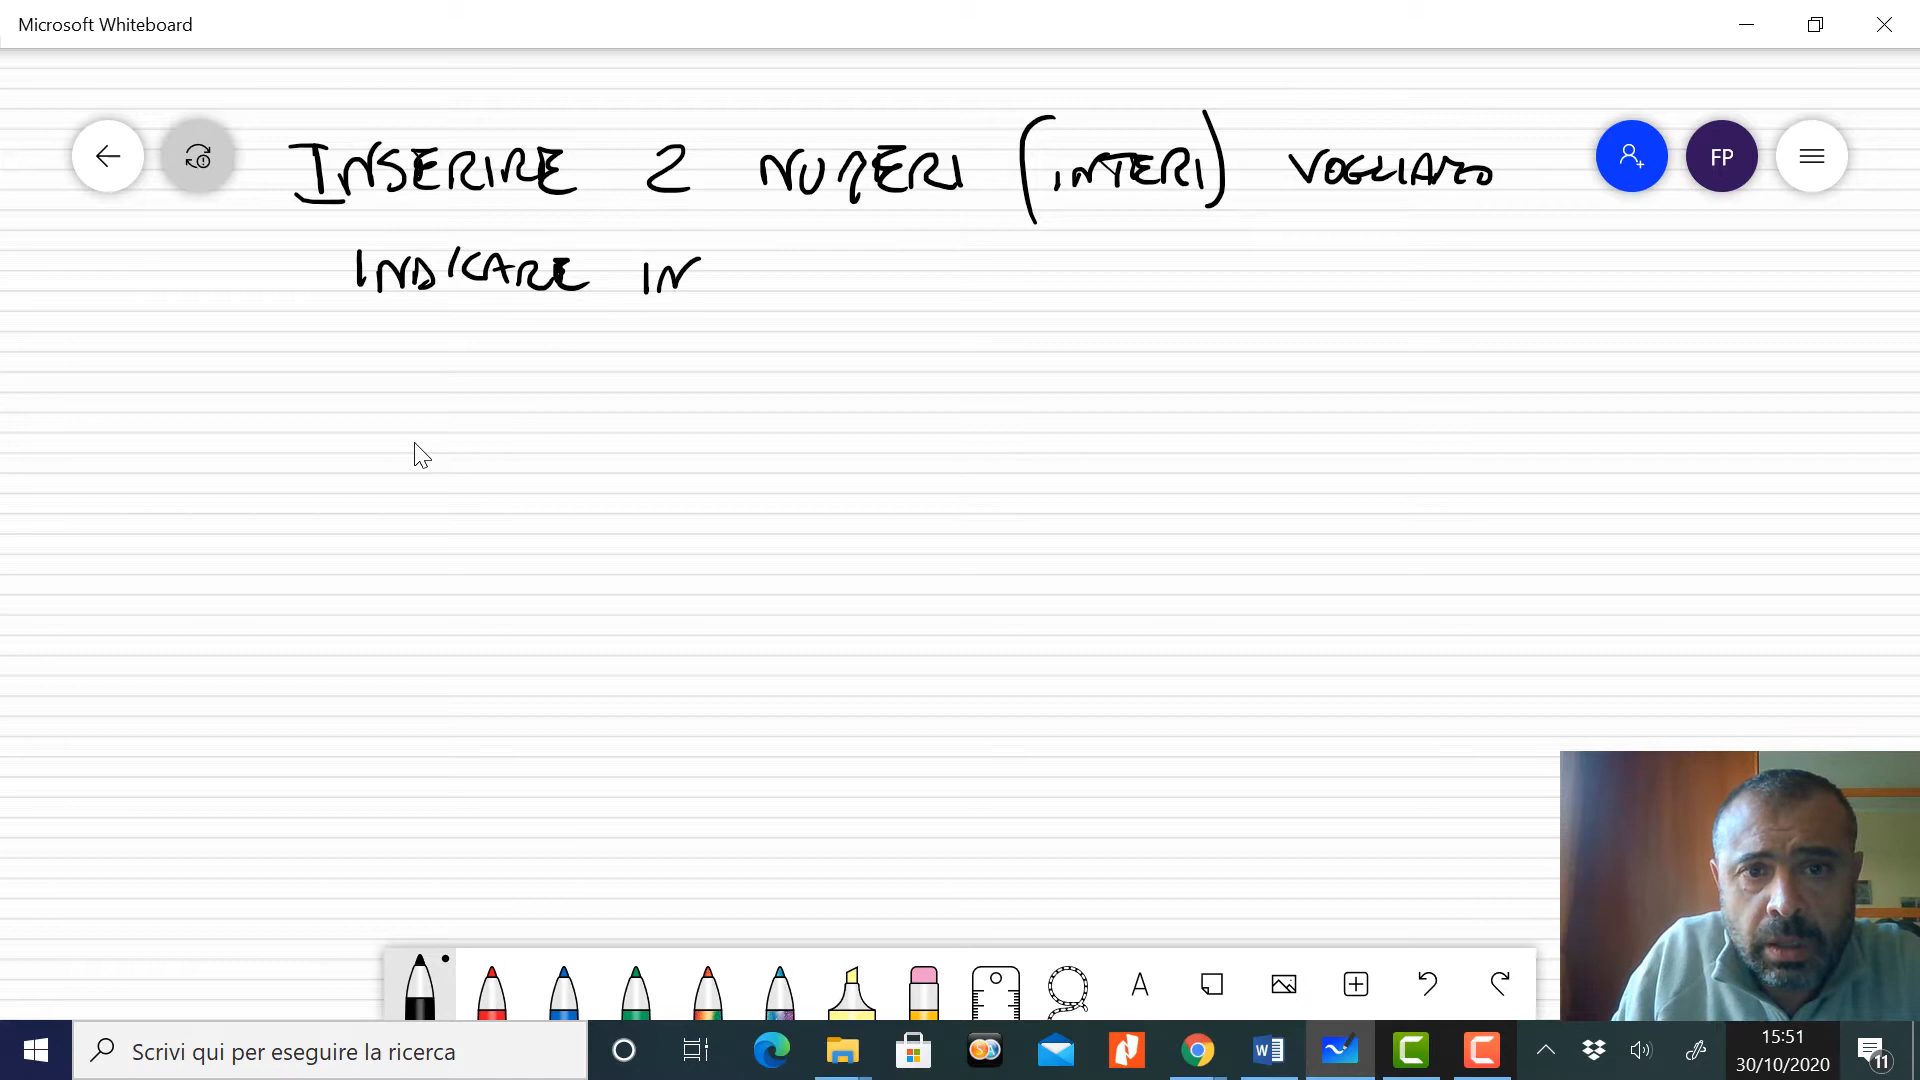 Microsoft Whiteboard
INSERIRE 2 NUMERI (INTERI) VOGLIAMO
INDICARE IN
FP
A
Scrivi qui per eseguire la ricerca
15:51
30/10/2020
11